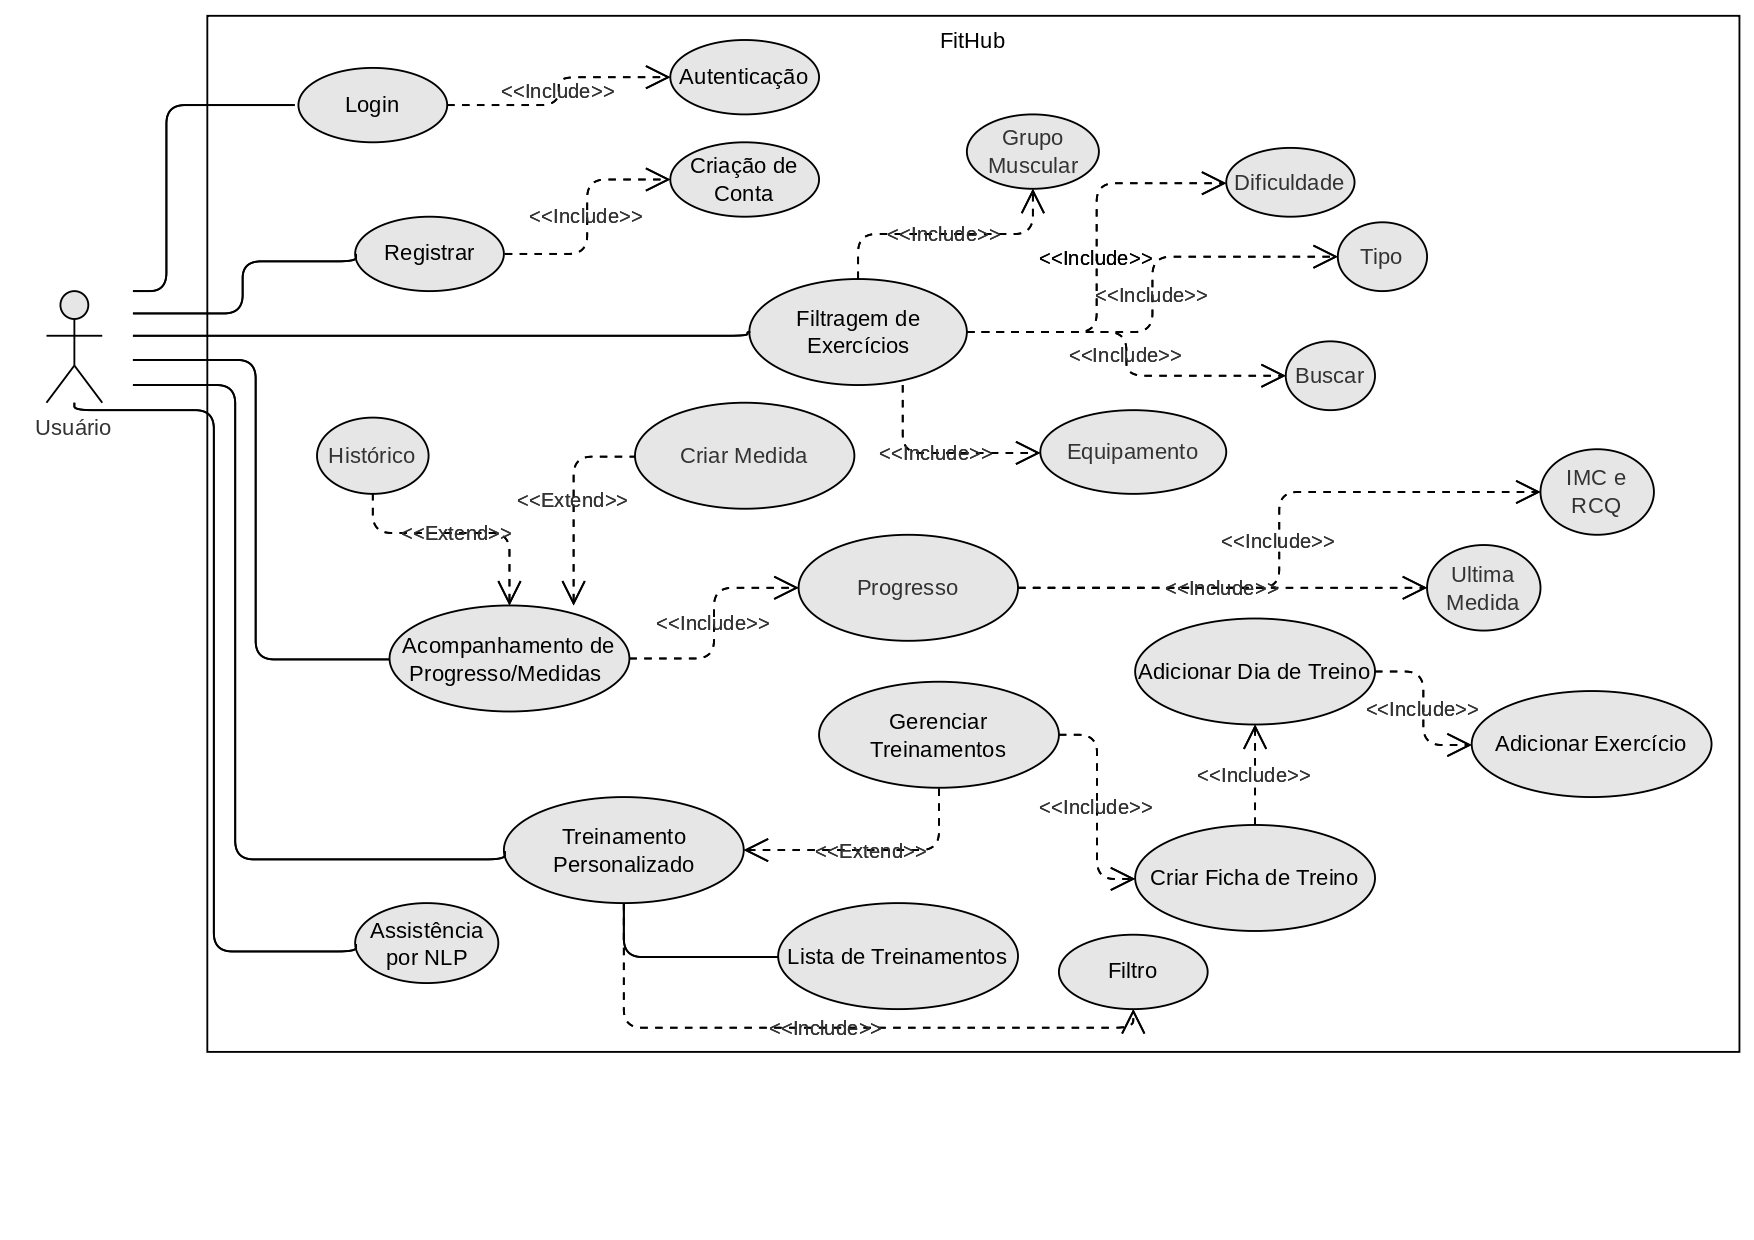 FitHub
Login
<<Include>>
Autenticação
Registrar
<<Include>>
Criação de
Conta
Grupo
Muscular
Dificuldade
Tipo
Buscar
Equipamento
<<Include>>
<<Include>>
<<Include>>
<<Include>>
<<Include>>
Filtragem de
Exercícios
Usuário
Histórico
<<Extend>>
Criar Medida
<<Extend>>
Acompanhamento de
Progresso/Medidas
<<Include>>
Progresso
<<Include>>
<<Include>>
IMC e
RCQ
Ultima
Medida
Gerenciar
Treinamentos
<<Include>>
<<Extend>>
Adicionar Dia de Treino
<<Include>>
Adicionar Exercício
<<Include>>
Criar Ficha de Treino
Treinamento
Personalizado
Assistência
por NLP
Lista de Treinamentos
Filtro
<<Include>>